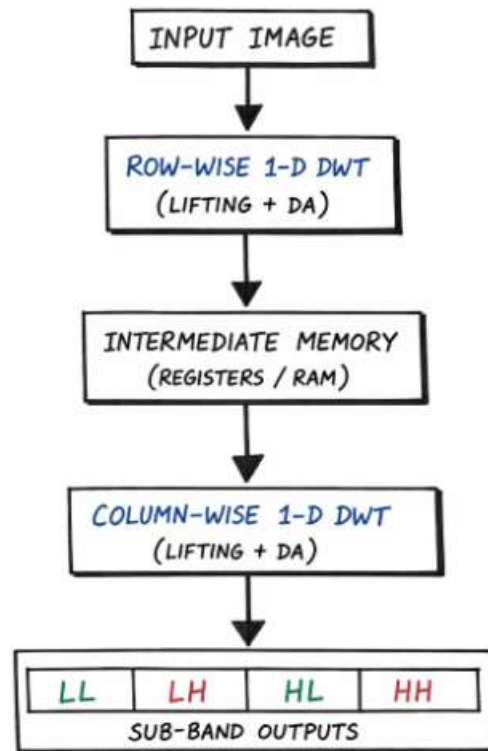 INPUT IMAGE
ROW-WISE 1-D DWT
(LIFTING + DA)
INTERMEDIATE MEMORY
(REGISTERS / RAM)
COLUMN-WISE 1-D DWT
(LIFTING + DA)
LL LH HL HH
SUB-BAND OUTPUTS